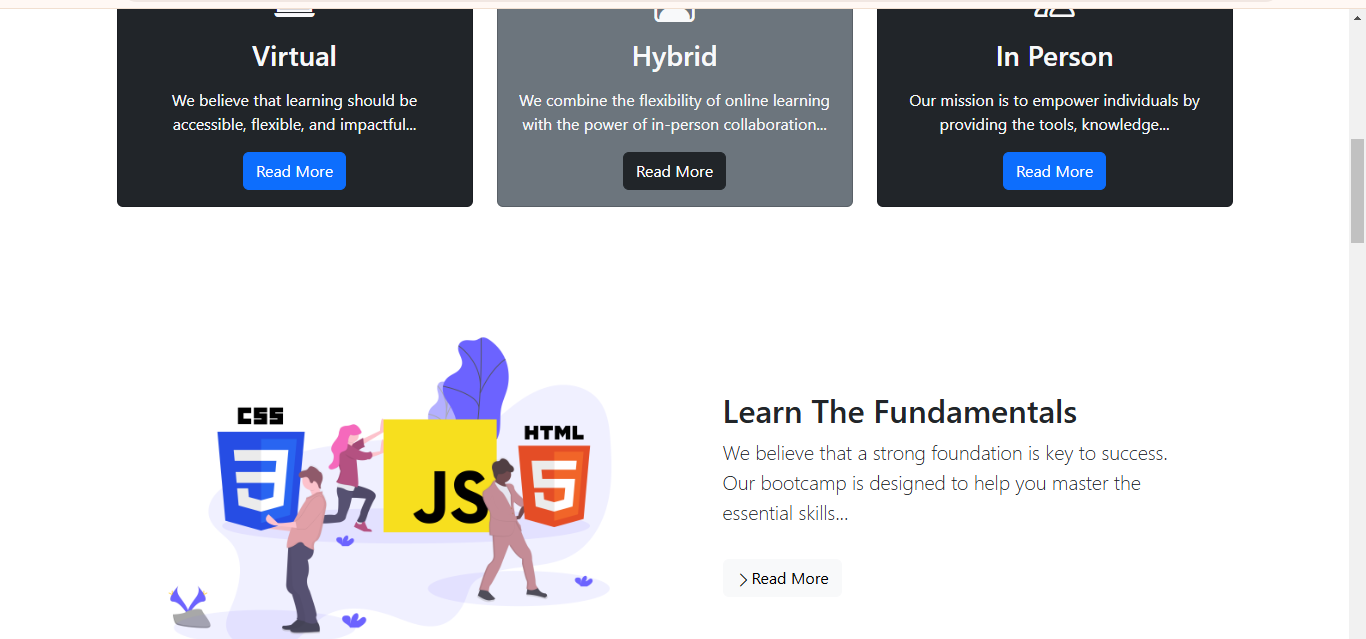 Virtual
We believe that learning should be
accessible, flexible, and impactful...
Read More
Hybrid
We combine the flexibility of online learning
with the power of in-person collaboration...
Read More
In Person
Our mission is to empower individuals by
providing the tools, knowledge...
Read More
CSS
3
JS
HTML
5
Learn The Fundamentals
We believe that a strong foundation is key to success.
Our bootcamp is designed to help you master the
essential skills...
Read More